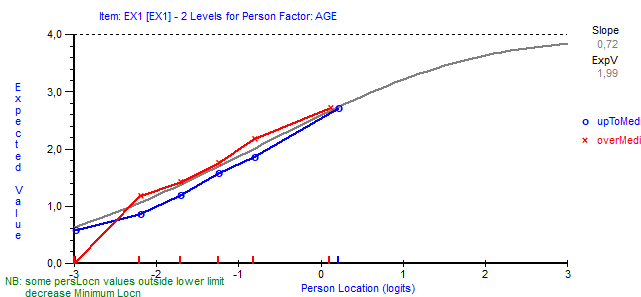 Item: EX1 [EX1] - 2 Levels for Person Factor: AGE
Slope
0,72
ExpV
1,99
4,0
3,0
2,0
1,0
0,0
Expected Value
upToMed
overMedi
-3
-2
-1
0
1
2
3
Person Location (logits)
NB: some persLocn values outside lower limit
decrease Minimum Locn